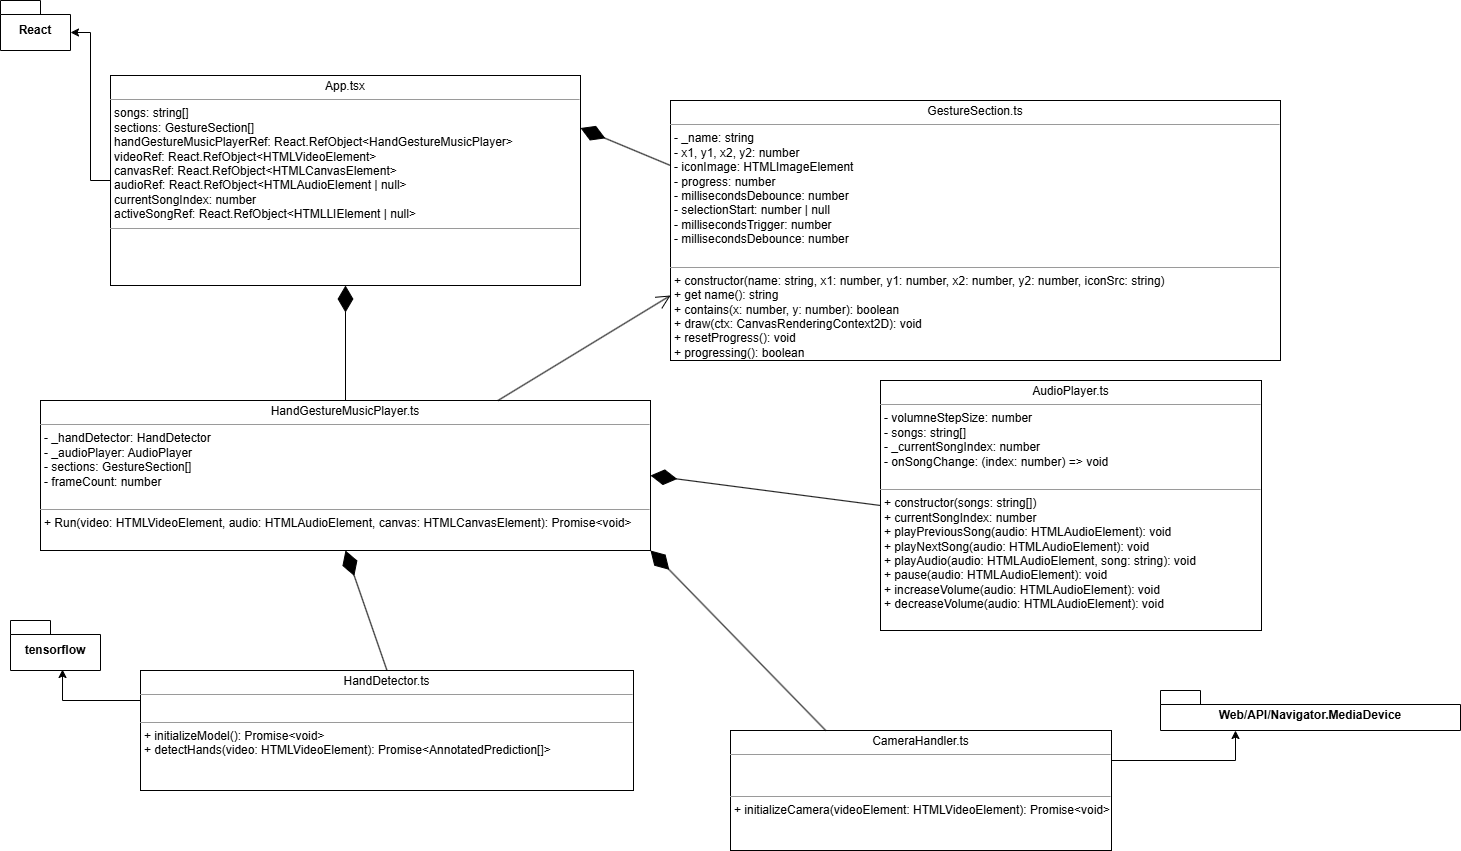 React
App.tsx
songs: string[]
sections: GestureSection[]
handGestureMusicPlayerRef: React.RefObject<HandGestureMusicPlayer>
videoRef: React.RefObject<HTMLVideoElement>
canvasRef: React.RefObject<HTMLCanvasElement>
audioRef: React.RefObject<HTMLAudioElement | null>
currentSongIndex: number
activeSongRef: React.RefObject<HTMLLIElement | null>
GestureSection.ts
- _name: string
- x1, y1, x2, y2: number
- iconImage: HTMLImageElement
- progress: number
- millisecondsDebounce: number
- selectionStart: number | null
- millisecondsTrigger: number
- millisecondsDebounce: number
+ constructor(name: string, x1: number, y1: number, x2: number, y2: number, iconSrc: string)
+ get name(): string
+ contains(x: number, y: number): boolean
+ draw(ctx: CanvasRenderingContext2D): void
+ resetProgress(): void
+ progressing(): boolean
HandGestureMusicPlayer.ts
- _handDetector: HandDetector
- _audioPlayer: AudioPlayer
- sections: GestureSection[]
- frameCount: number
+ Run(video: HTMLVideoElement, audio: HTMLAudioElement, canvas: HTMLCanvasElement): Promise<void>
AudioPlayer.ts
- volumneStepSize: number
- songs: string[]
- _currentSongIndex: number
- onSongChange: (index: number) => void
+ constructor(songs: string[])
+ currentSongIndex: number
+ playPreviousSong(audio: HTMLAudioElement): void
+ playNextSong(audio: HTMLAudioElement): void
+ playAudio(audio: HTMLAudioElement, song: string): void
+ pause(audio: HTMLAudioElement): void
+ increaseVolume(audio: HTMLAudioElement): void
+ decreaseVolume(audio: HTMLAudioElement): void
tensorflow
HandDetector.ts
+ initializeModel(): Promise<void>
+ detectHands(video: HTMLVideoElement): Promise<AnnotatedPrediction[]>
Web/API/Navigator.MediaDevice
CameraHandler.ts
+ initializeCamera(videoElement: HTMLVideoElement): Promise<void>